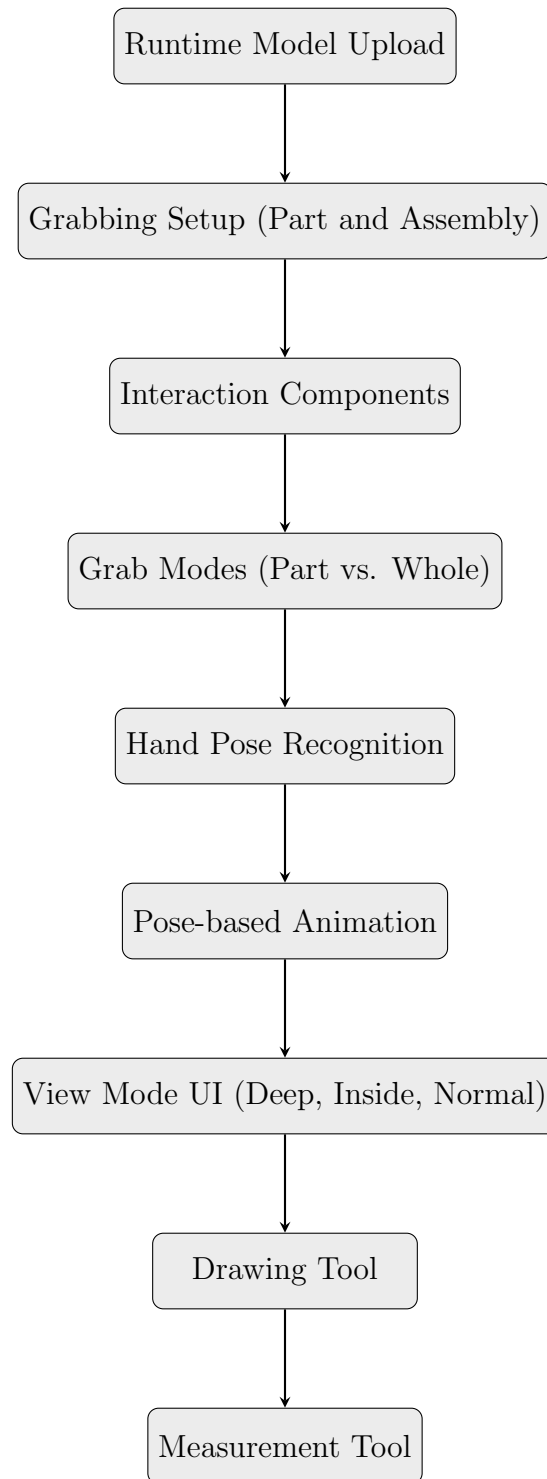 Runtime Model Upload
Grabbing Setup (Part and Assembly)
Interaction Components
Grab Modes (Part vs. Whole)
Hand Pose Recognition
Pose-based Animation
View Mode UI (Deep, Inside, Normal)
Drawing Tool
Measurement Tool